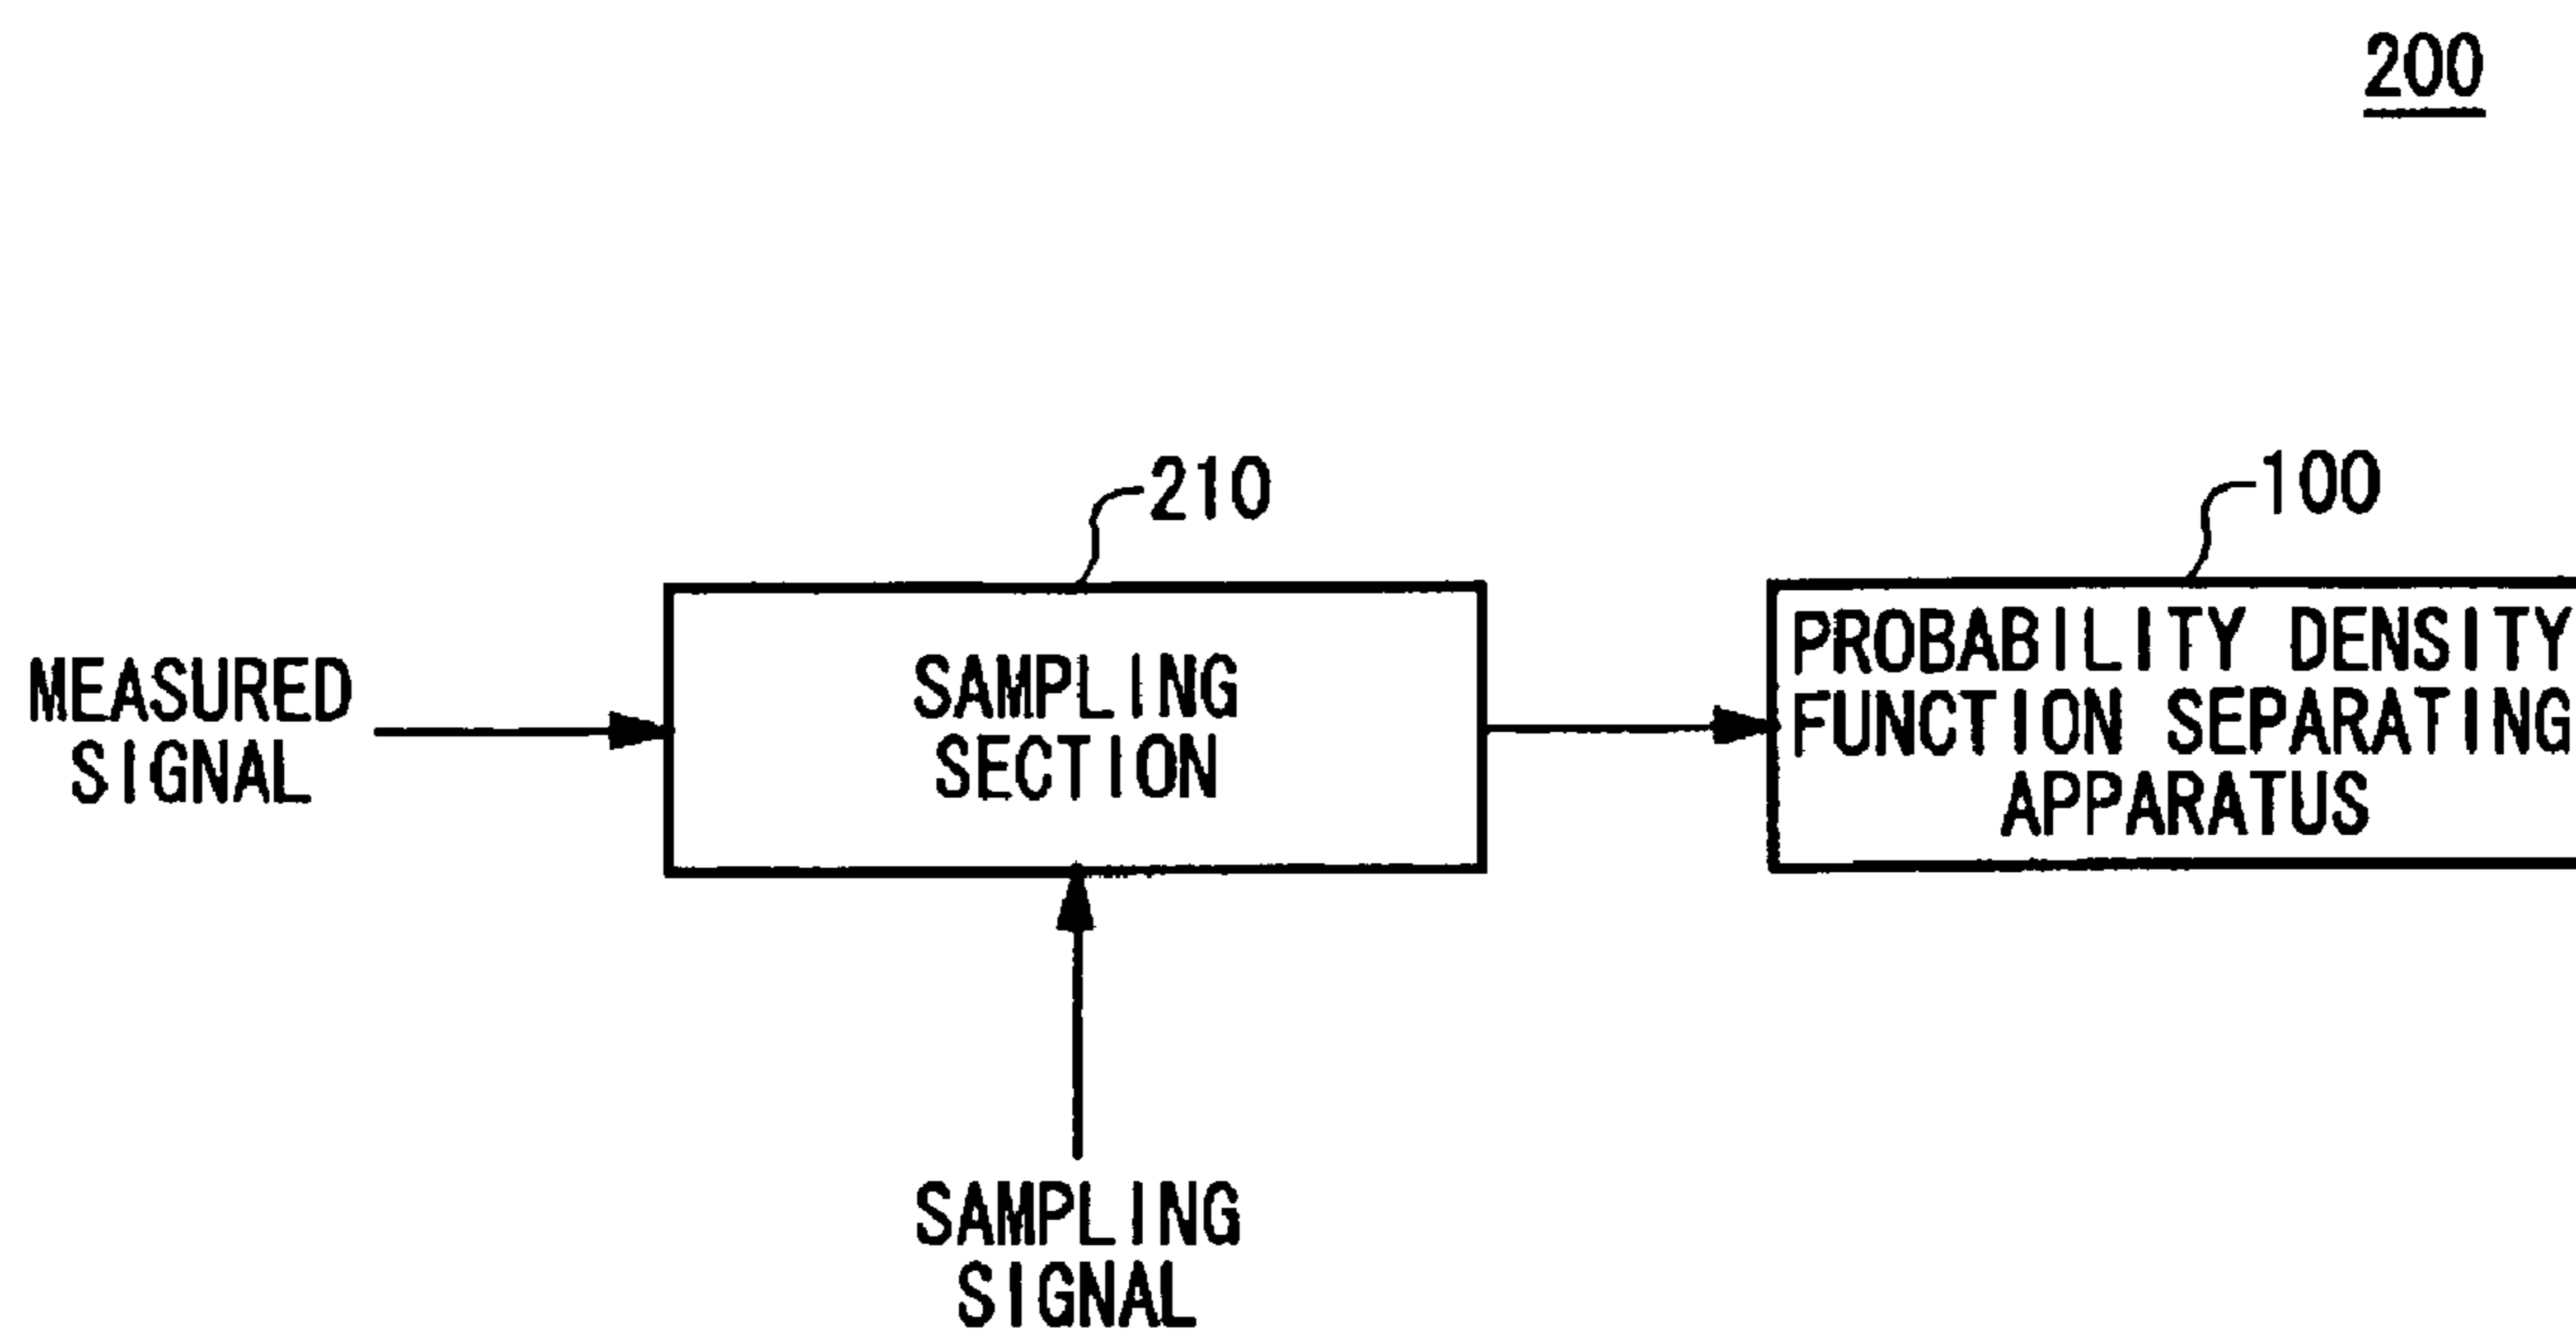 200
210
100
MEASURED
SIGNAL
SAMPLING
SECTION
PROBABILITY DENSITY
FUNCTION SEPARATING
APPARATUS
SAMPLING
SIGNAL